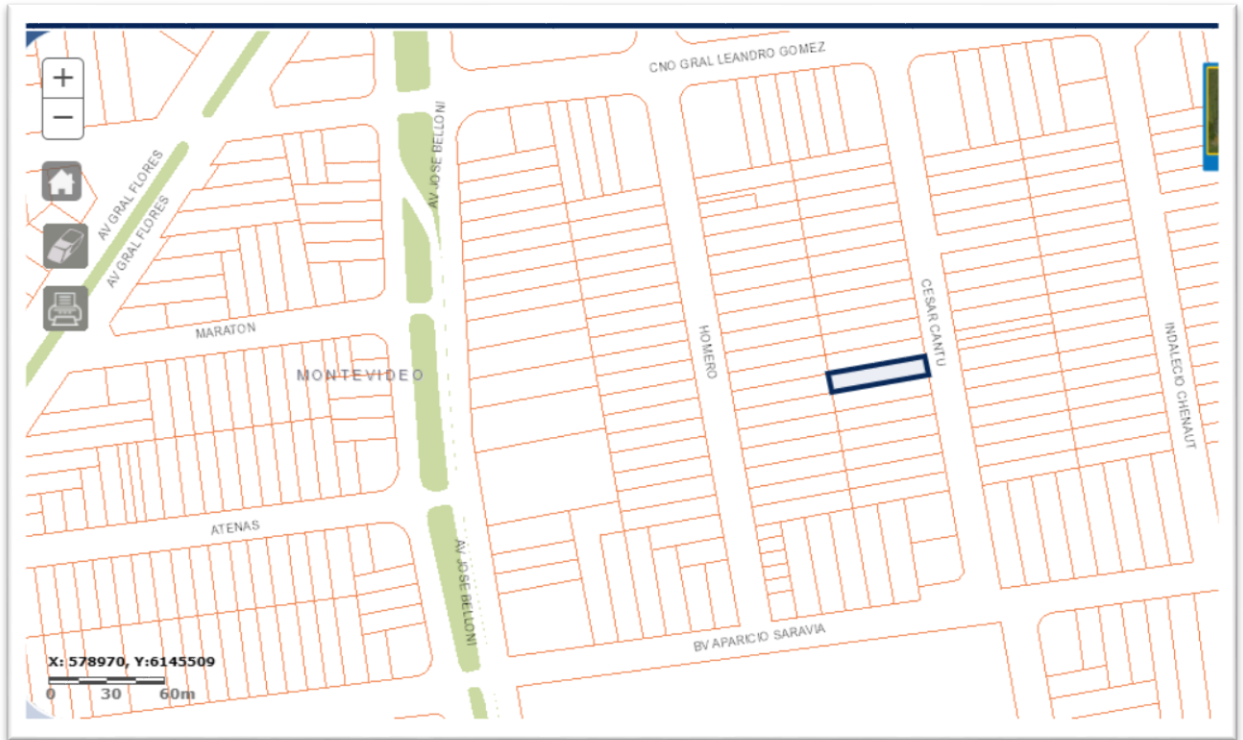 CNO GRAL LEANDRO GOMEZ
+
−
AV JOSE BELLONI
AV GRAL FLORES
AV GRAL FLORES
CESAR CANTU
MARATON
HOMERO
INDALECIO CHENAUT
MONTEVIDEO
ATENAS
AV JOSE BELLONI
BV APARICIO SARAVIA
X: 578970, Y:6145509
0 30 60m